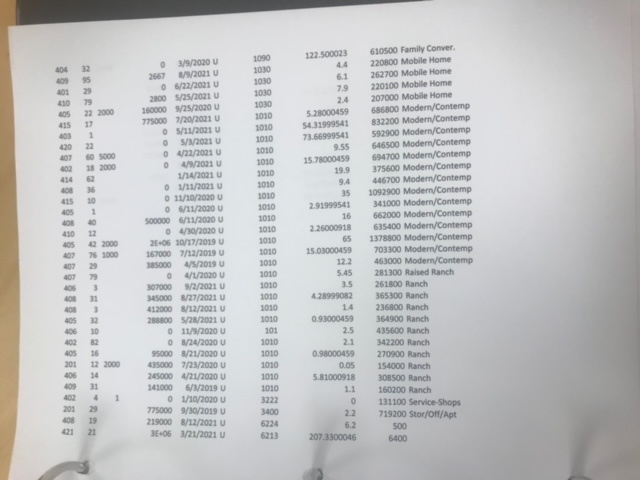 404 32 0 3/9/2020 U 1090 122.500023 610500 Family Conver.
409 95 2667 8/9/2021 U 1030 4.4 220800 Mobile Home
401 29 0 6/22/2021 U 1030 6.1 262700 Mobile Home
410 79 2800 5/25/2021 U 1030 7.9 220100 Mobile Home
405 22 2000 160000 9/25/2020 U 1030 2.4 207000 Mobile Home
415 17 775000 7/20/2021 U 1010 5.28000459 686800 Modern/Contemp
403 1 0 5/11/2021 U 1010 54.31999541 832200 Modern/Contemp
420 22 0 5/3/2021 U 1010 73.66999541 592900 Modern/Contemp
407 60 5000 0 4/22/2021 U 1010 9.55 646500 Modern/Contemp
402 18 2000 0 4/9/2021 U 1010 15.78000459 694700 Modern/Contemp
414 62 1/14/2021 U 1010 19.9 375600 Modern/Contemp
408 36 0 1/11/2021 U 1010 9.4 446700 Modern/Contemp
415 10 0 11/10/2020 U 1010 35 1092900 Modern/Contemp
405 1 0 6/11/2020 U 1010 2.91999541 341000 Modern/Contemp
408 40 500000 6/11/2020 U 1010 16 662000 Modern/Contemp
410 12 0 4/30/2020 U 1010 2.26000918 635400 Modern/Contemp
405 42 2000 2E+06 10/17/2019 U 1010 65 1378800 Modern/Contemp
407 76 1000 167000 7/12/2019 U 1010 15.03000459 703300 Modern/Contemp
407 29 385000 4/5/2019 U 1010 12.2 463000 Modern/Contemp
407 79 0 4/1/2020 U 1010 5.45 281300 Raised Ranch
406 3 307000 9/2/2021 U 1010 3.5 261800 Ranch
408 31 345000 8/27/2021 U 1010 4.28999082 365300 Ranch
408 3 412000 8/12/2021 U 1010 1.4 236800 Ranch
405 32 288800 5/28/2021 U 1010 0.93000459 364900 Ranch
406 10 0 11/9/2020 U 101 2.5 435600 Ranch
402 82 0 8/24/2020 U 1010 2.1 342200 Ranch
405 16 95000 8/21/2020 U 1010 0.98000459 270900 Ranch
201 12 2000 435000 7/23/2020 U 1010 0.05 154000 Ranch
406 14 245000 4/21/2020 U 1010 5.81000918 308500 Ranch
409 31 141000 6/3/2019 U 1010 1.1 160200 Ranch
402 4 1 0 1/10/2020 U 3222 0 131100 Service-Shops
201 29 775000 9/30/2019 U 3400 2.2 719200 Stor/Off/Apt
408 19 219000 8/12/2021 U 6224 6.2 500
421 21 3E+06 3/21/2021 U 6213 207.3300046 6400